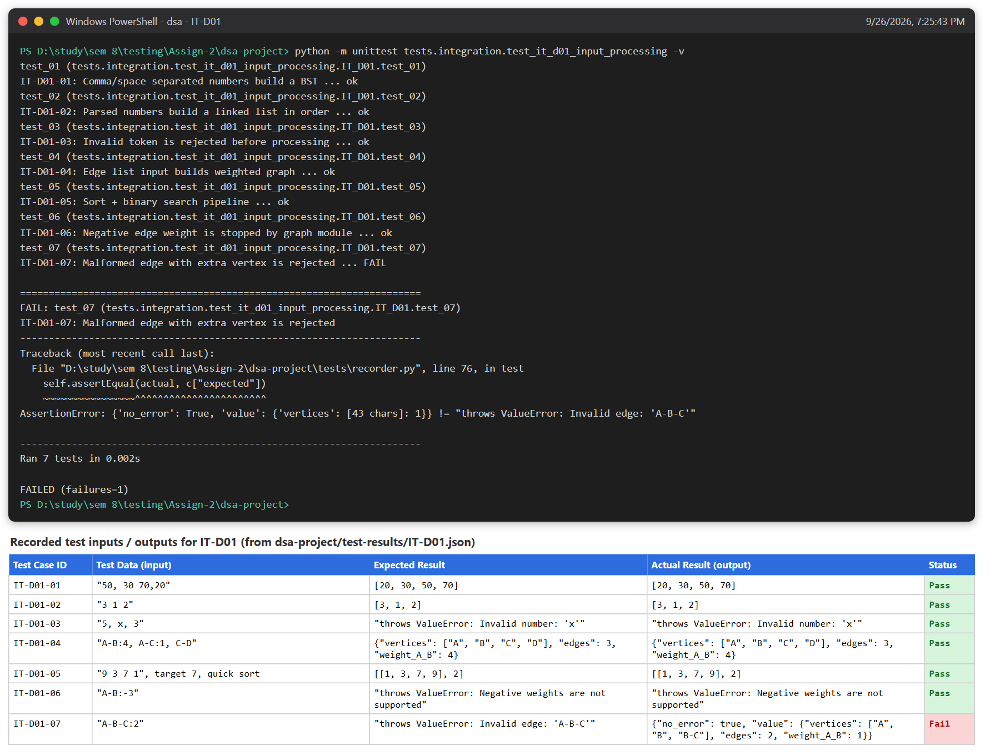 Windows PowerShell - dsa - IT-D01
9/26/2026, 7:25:43 PM
PS D:\study\sem 8\testing\Assign-2\dsa-project> python -m unittest tests.integration.test_it_d01_input_processing -v
test_01 (tests.integration.test_it_d01_input_processing.IT_D01.test_01)
IT-D01-01: Comma/space separated numbers build a BST ... ok
test_02 (tests.integration.test_it_d01_input_processing.IT_D01.test_02)
IT-D01-02: Parsed numbers build a linked list in order ... ok
test_03 (tests.integration.test_it_d01_input_processing.IT_D01.test_03)
IT-D01-03: Invalid token is rejected before processing ... ok
test_04 (tests.integration.test_it_d01_input_processing.IT_D01.test_04)
IT-D01-04: Edge list input builds weighted graph ... ok
test_05 (tests.integration.test_it_d01_input_processing.IT_D01.test_05)
IT-D01-05: Sort + binary search pipeline ... ok
test_06 (tests.integration.test_it_d01_input_processing.IT_D01.test_06)
IT-D01-06: Negative edge weight is stopped by graph module ... ok
test_07 (tests.integration.test_it_d01_input_processing.IT_D01.test_07)
IT-D01-07: Malformed edge with extra vertex is rejected ... FAIL
======================================================================
FAIL: test_07 (tests.integration.test_it_d01_input_processing.IT_D01.test_07)
IT-D01-07: Malformed edge with extra vertex is rejected
----------------------------------------------------------------------
Traceback (most recent call last):
  File "D:\study\sem 8\testing\Assign-2\dsa-project\tests\recorder.py", line 76, in test
    self.assertEqual(actual, c["expected"])
    ~~~~~~~~~~~~~~~~^^^^^^^^^^^^^^^^^^^^^^^
AssertionError: {'no_error': True, 'value': {'vertices': [43 chars]: 1}} != "throws ValueError: Invalid edge: 'A-B-C'"
----------------------------------------------------------------------
Ran 7 tests in 0.002s
FAILED (failures=1)
PS D:\study\sem 8\testing\Assign-2\dsa-project>
Recorded test inputs / outputs for IT-D01 (from dsa-project/test-results/IT-D01.json)
Test Case ID	Test Data (input)	Expected Result	Actual Result (output)	Status
IT-D01-01	"50, 30 70,20"	[20, 30, 50, 70]	[20, 30, 50, 70]	Pass
IT-D01-02	"3 1 2"	[3, 1, 2]	[3, 1, 2]	Pass
IT-D01-03	"5, x, 3"	"throws ValueError: Invalid number: 'x'"	"throws ValueError: Invalid number: 'x'"	Pass
IT-D01-04	"A-B:4, A-C:1, C-D"	{"vertices": ["A", "B", "C", "D"], "edges": 3,	{"vertices": ["A", "B", "C", "D"], "edges": 3,	Pass
"weight_A_B": 4}	"weight_A_B": 4}
IT-D01-05	"9 3 7 1", target 7, quick sort	[[1, 3, 7, 9], 2]	[[1, 3, 7, 9], 2]	Pass
IT-D01-06	"A-B:-3"	"throws ValueError: Negative weights are not	"throws ValueError: Negative weights are not	Pass
supported"	supported"
IT-D01-07	"A-B-C:2"	"throws ValueError: Invalid edge: 'A-B-C'"	{"no_error": true, "value": {"vertices": ["A",	Fail
"B", "B-C"], "edges": 2, "weight_A_B": 1}}